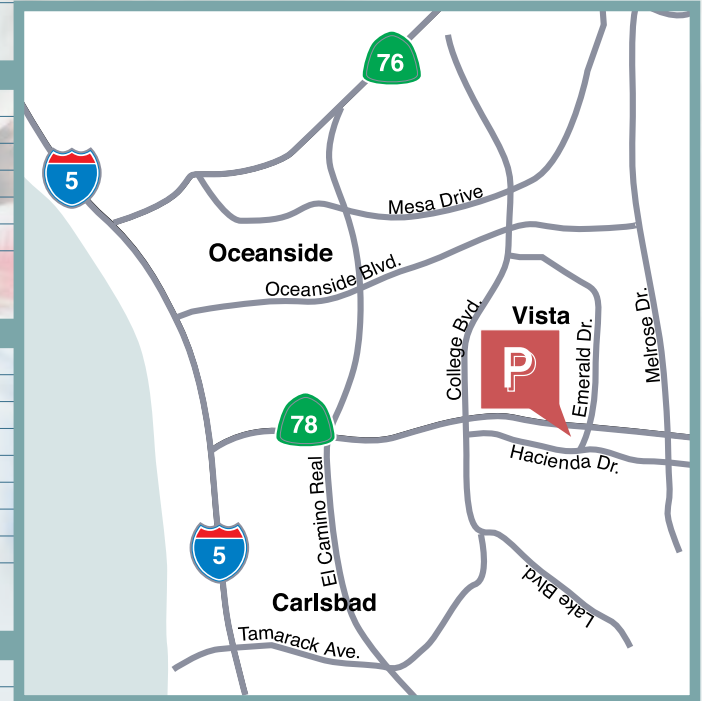 76
5
Mesa Drive
Oceanside
Oceanside Blvd.
Vista
College Bvd.
P
Emerald Dr.
Melrose Dr.
78
Hacienda Dr.
El Camino Real
5
Lake Blvd.
Carlsbad
Tamarack Ave.